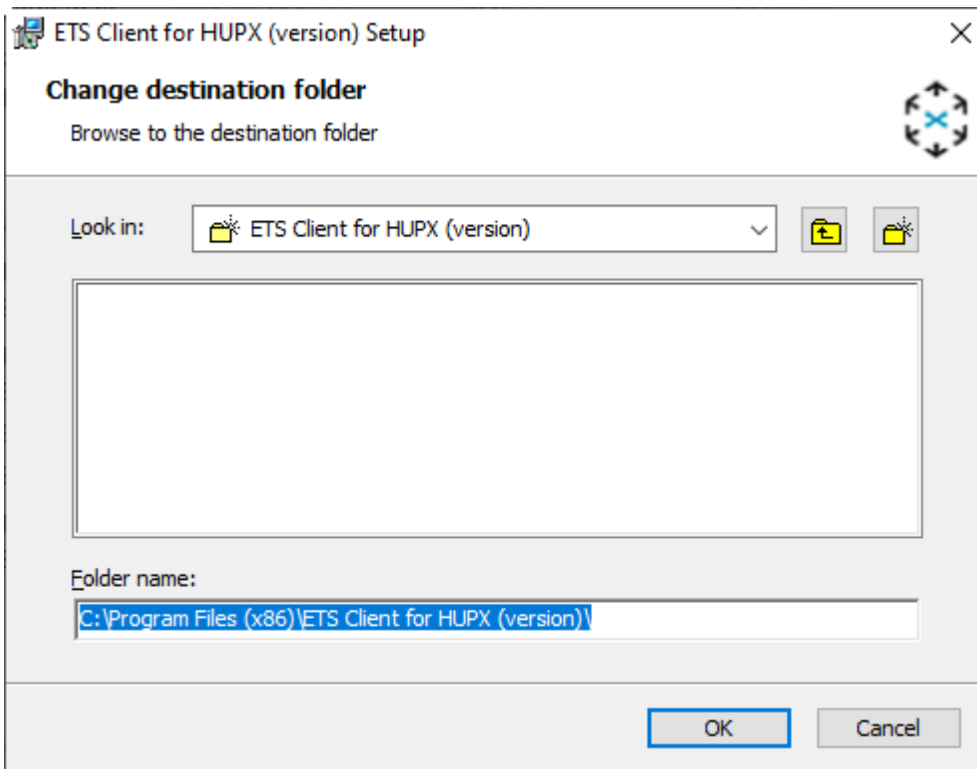 ETS Client for HUPX (version) Setup
Change destination folder
Browse to the destination folder
Look in:
ETS Client for HUPX (version)
Folder name:
C:\Program Files (x86)\ETS Client for HUPX (version)\
OK
Cancel